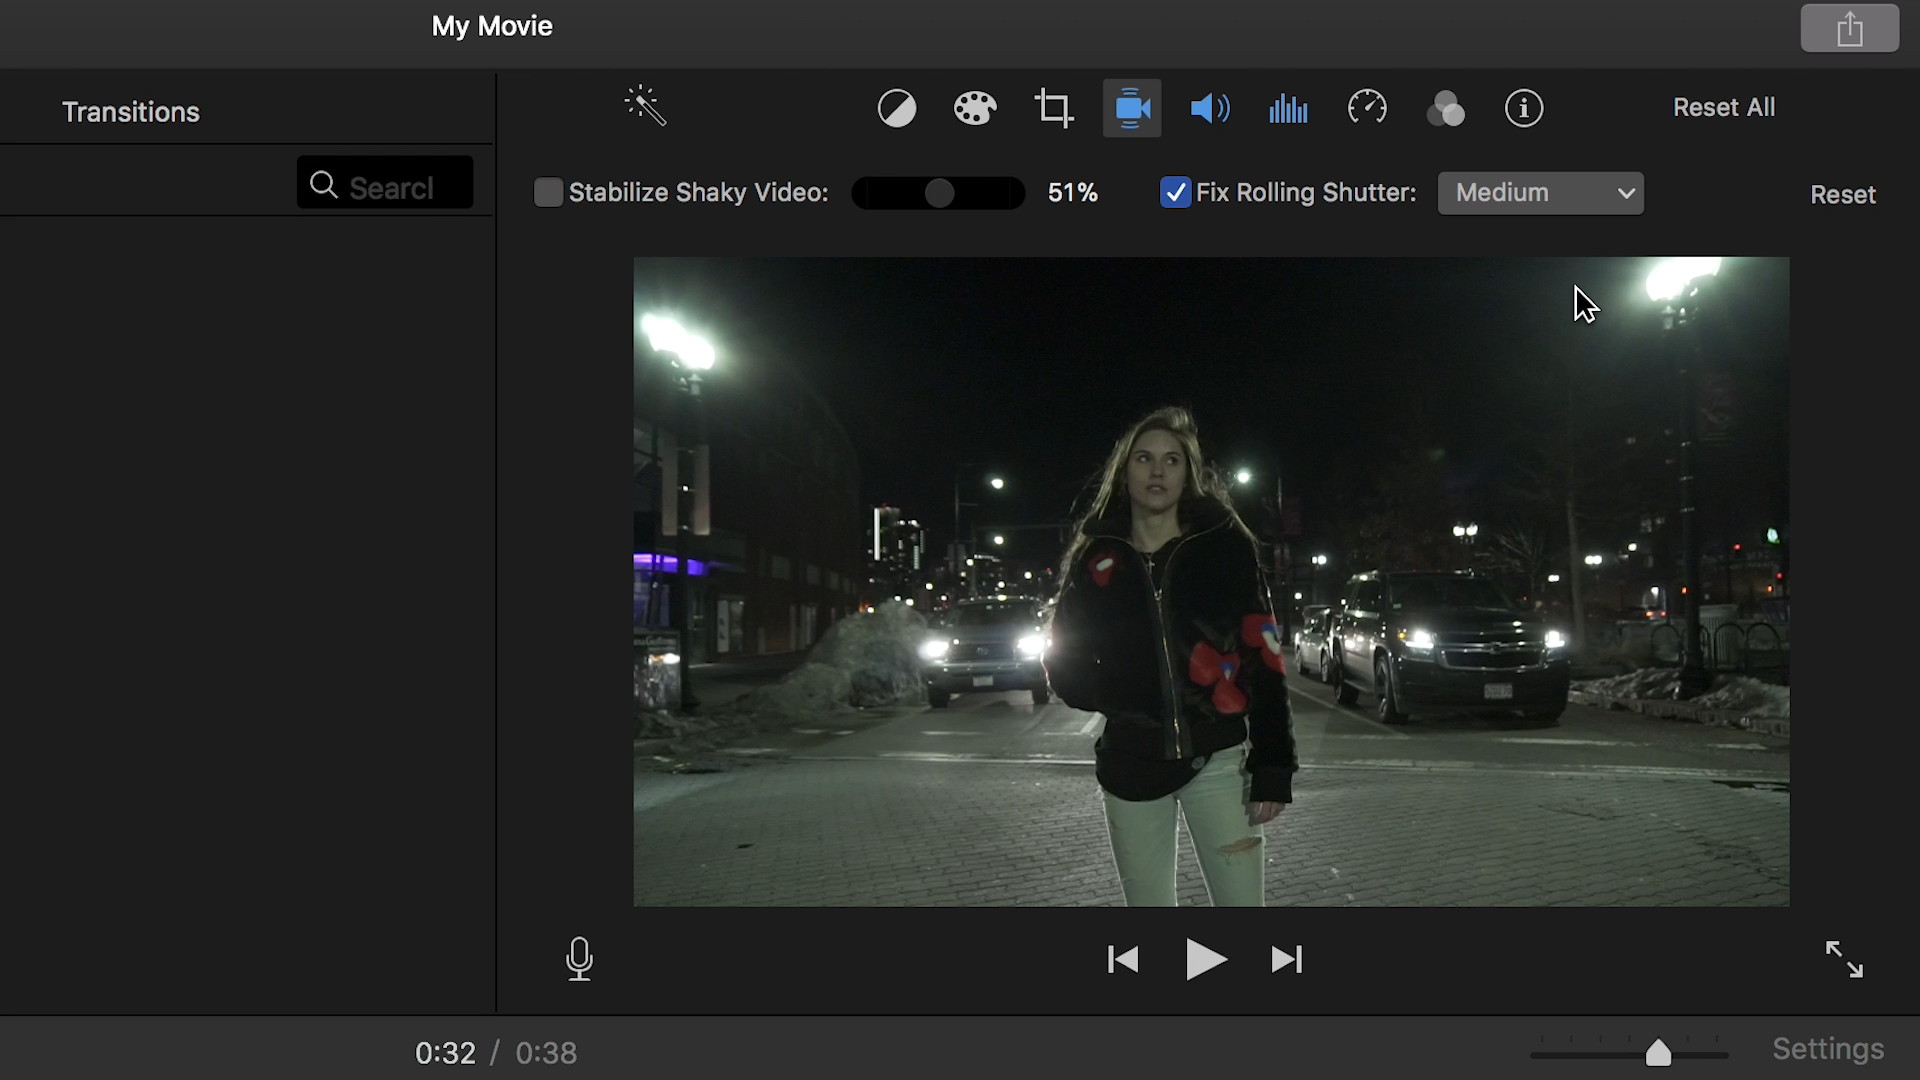 My Movie
Transitions
Reset All
Searcl
Stabilize Shaky Video:
51%
Fix Rolling Shutter:
Medium
Reset
0:32 / 0:38
Settings